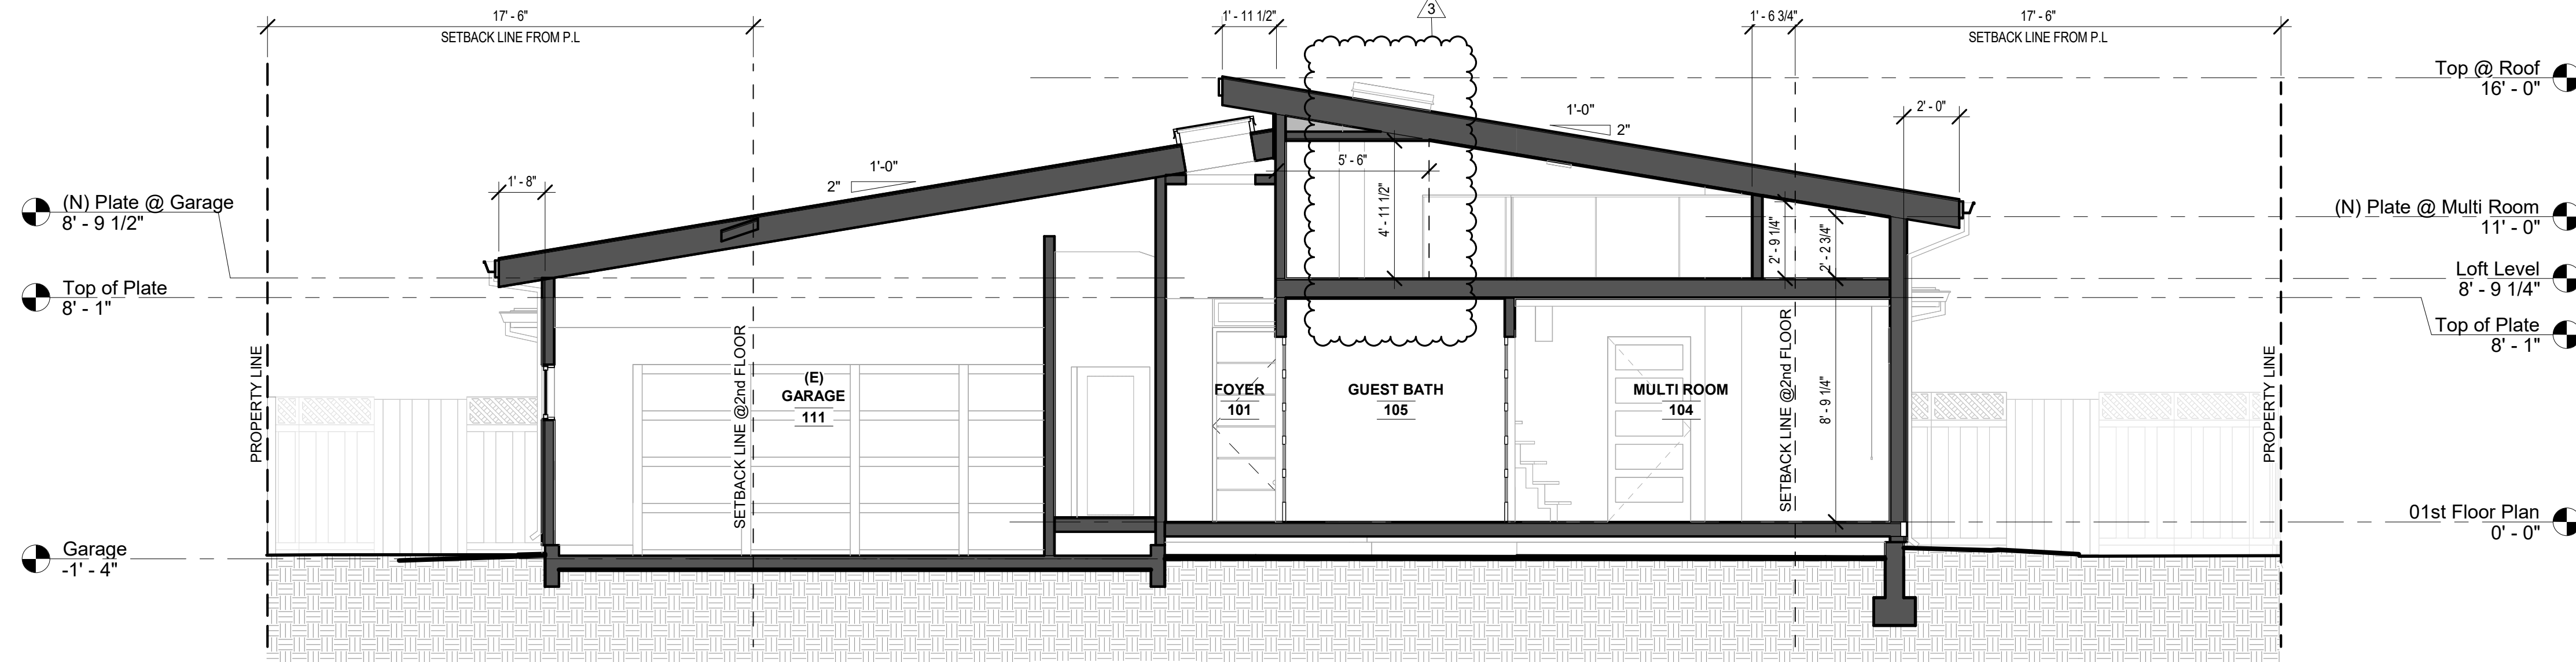 17' - 6"
SETBACK LINE FROM P.L
1' - 11 1/2"
3
1' - 6 3/4"
17' - 6"
SETBACK LINE FROM P.L
Top @ Roof
16' - 0"
2' - 0"
1'-0"
2"
1'-0"
2"
1' - 8"
5' - 6"
4' - 11 1/2"
2' - 9 1/4"
2' - 2 3/4"
(N) Plate @ Garage
8' - 9 1/2"
(N) Plate @ Multi Room
11' - 0"
Loft Level
8' - 9 1/4"
Top of Plate
8' - 1"
Top of Plate
8' - 1"
PROPERTY LINE
SETBACK LINE @2nd FLOOR
(E)
GARAGE
111
FOYER
101
GUEST BATH
105
MULTI ROOM
104
SETBACK LINE @2nd FLOOR
8' - 9 1/4"
PROPERTY LINE
01st Floor Plan
0' - 0"
Garage
-1' - 4"